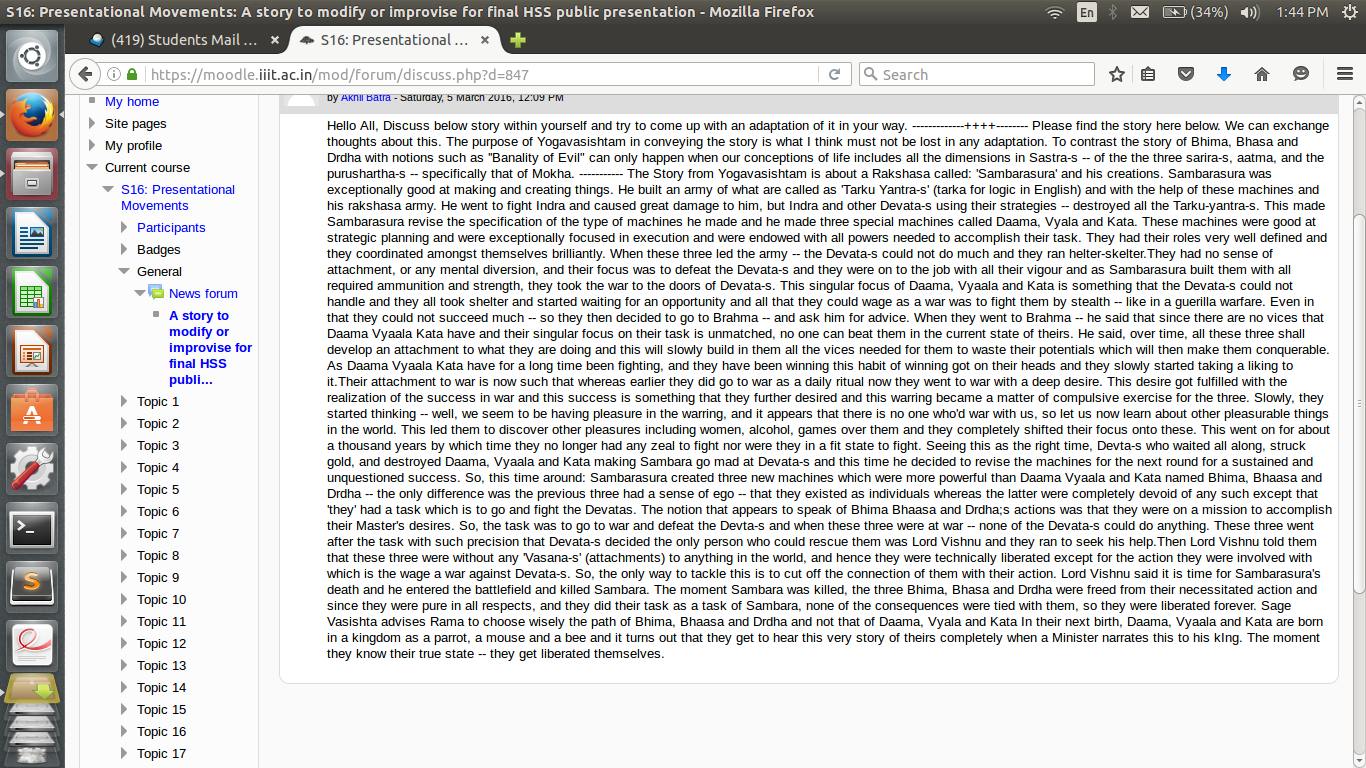 S16: Presentational Movements: A story to modify or improvise for final HSS public presentation - Mozilla Firefox
En
(34%)
1:44 PM
(419) Students Mail ...
S16: Presentational ...
https://moodle.iiit.ac.in/mod/forum/discuss.php?d=847
Search
My home
Site pages
My profile
Current course
S16: Presentational
Movements
Participants
Badges
General
News forum
A story to
modify or
improvise for
final HSS
publi...
Topic 1
Topic 2
Topic 3
Topic 4
Topic 5
Topic 6
Topic 7
Topic 8
Topic 9
Topic 10
Topic 11
Topic 12
Topic 13
Topic 14
Topic 15
Topic 16
Topic 17
by Akhil Batra - Saturday, 5 March 2016, 12:09 PM
Hello All, Discuss below story within yourself and try to come up with an adaptation of it in your way. -------------++++-------- Please find the story here below. We can exchange
thoughts about this. The purpose of Yogavasishtam in conveying the story is what I think must not be lost in any adaptation. To contrast the story of Bhima, Bhasa and
Drdha with notions such as "Banality of Evil" can only happen when our conceptions of life includes all the dimensions in Sastra-s -- of the the three sarira-s, aatma, and the
purushartha-s -- specifically that of Mokha. ----------- The Story from Yogavasishtam is about a Rakshasa called: 'Sambarasura' and his creations. Sambarasura was
exceptionally good at making and creating things. He built an army of what are called as 'Tarku Yantra-s' (tarka for logic in English) and with the help of these machines and
his rakshasa army. He went to fight Indra and caused great damage to him, but Indra and other Devata-s using their strategies -- destroyed all the Tarku-yantra-s. This made
Sambarasura revise the specification of the type of machines he made and he made three special machines called Daama, Vyala and Kata. These machines were good at
strategic planning and were exceptionally focused in execution and were endowed with all powers needed to accomplish their task. They had their roles very well defined and
they coordinated amongst themselves brilliantly. When these three led the army -- the Devata-s could not do much and they ran helter-skelter.They had no sense of
attachment, or any mental diversion, and their focus was to defeat the Devata-s and they were on to the job with all their vigour and as Sambarasura built them with all
required ammunition and strength, they took the war to the doors of Devata-s. This singular focus of Daama, Vyaala and Kata is something that the Devata-s could not
handle and they all took shelter and started waiting for an opportunity and all that they could wage as a war was to fight them by stealth -- like in a guerilla warfare. Even in
that they could not succeed much -- so they then decided to go to Brahma -- and ask him for advice. When they went to Brahma -- he said that since there are no vices that
Daama Vyaala Kata have and their singular focus on their task is unmatched, no one can beat them in the current state of theirs. He said, over time, all these three shall
develop an attachment to what they are doing and this will slowly build in them all the vices needed for them to waste their potentials which will then make them conquerable.
As Daama Vyaala Kata have for a long time been fighting, and they have been winning this habit of winning got on their heads and they slowly started taking a liking to
it.Their attachment to war is now such that whereas earlier they did go to war as a daily ritual now they went to war with a deep desire. This desire got fulfilled with the
realization of the success in war and this success is something that they further desired and this warring became a matter of compulsive exercise for the three. Slowly, they
started thinking -- well, we seem to be having pleasure in the warring, and it appears that there is no one who'd war with us, so let us now learn about other pleasurable things
in the world. This led them to discover other pleasures including women, alcohol, games over them and they completely shifted their focus onto these. This went on for about
a thousand years by which time they no longer had any zeal to fight nor were they in a fit state to fight. Seeing this as the right time, Devta-s who waited all along, struck
gold, and destroyed Daama, Vyaala and Kata making Sambara go mad at Devata-s and this time he decided to revise the machines for the next round for a sustained and
unquestioned success. So, this time around: Sambarasura created three new machines which were more powerful than Daama Vyaala and Kata named Bhima, Bhaasa and
Drdha -- the only difference was the previous three had a sense of ego -- that they existed as individuals whereas the latter were completely devoid of any such except that
'they' had a task which is to go and fight the Devatas. The notion that appears to speak of Bhima Bhaasa and Drdha;s actions was that they were on a mission to accomplish
their Master's desires. So, the task was to go to war and defeat the Devta-s and when these three were at war -- none of the Devata-s could do anything. These three went
after the task with such precision that Devata-s decided the only person who could rescue them was Lord Vishnu and they ran to seek his help.Then Lord Vishnu told them
that these three were without any 'Vasana-s' (attachments) to anything in the world, and hence they were technically liberated except for the action they were involved with
which is the wage a war against Devata-s. So, the only way to tackle this is to cut off the connection of them with their action. Lord Vishnu said it is time for Sambarasura's
death and he entered the battlefield and killed Sambara. The moment Sambara was killed, the three Bhima, Bhasa and Drdha were freed from their necessitated action and
since they were pure in all respects, and they did their task as a task of Sambara, none of the consequences were tied with them, so they were liberated forever. Sage
Vasishta advises Rama to choose wisely the path of Bhima, Bhaasa and Drdha and not that of Daama, Vyala and Kata In their next birth, Daama, Vyaala and Kata are born
in a kingdom as a parrot, a mouse and a bee and it turns out that they get to hear this very story of theirs completely when a Minister narrates this to his kIng. The moment
they know their true state -- they get liberated themselves.